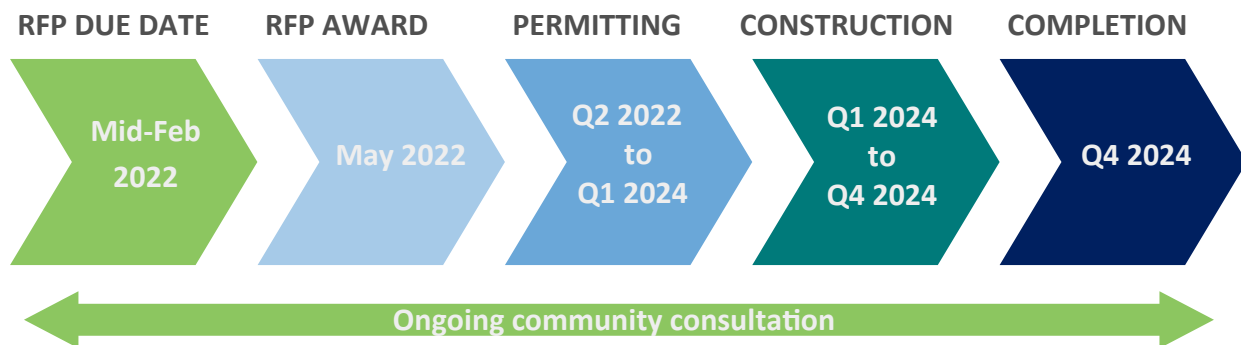 RFP DUE DATE
RFP AWARD
PERMITTING
CONSTRUCTION
COMPLETION
Mid-Feb
2022
May 2022
Q2 2022
to
Q1 2024
Q1 2024
to
Q4 2024
Q4 2024
Ongoing community consultation